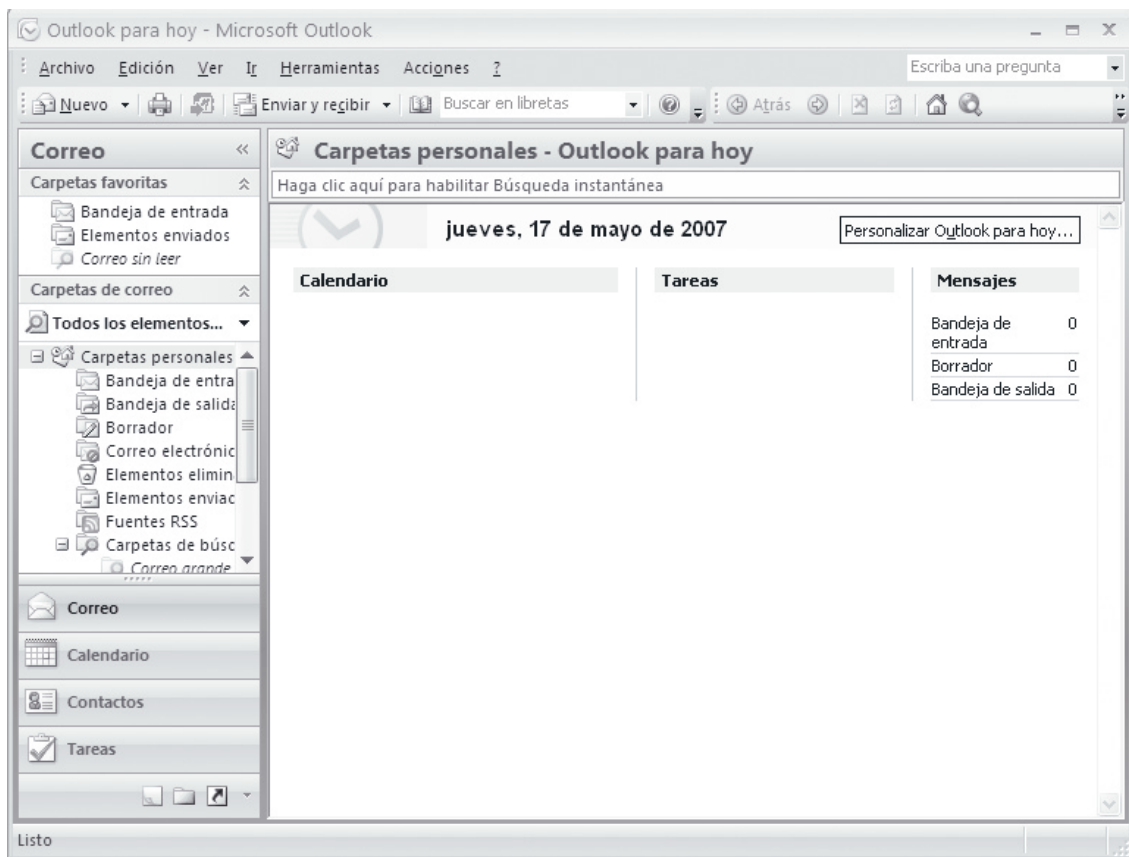 Outlook para hoy - Microsoft Outlook
Archivo Edición Ver Ir Herramientas Acciones ?
Escriba una pregunta
Nuevo Enviar y recibir Buscar en libretas Atrás
Correo
Carpetas favoritas
Bandeja de entrada
Elementos enviados
Correo sin leer
Carpetas de correo
Todos los elementos...
Carpetas personales
Bandeja de entra
Bandeja de salida
Borrador
Correo electrónic
Elementos elimin
Elementos enviac
Fuentes RSS
Carpetas de búsc
Correo grande
Correo
Calendario
Contactos
Tareas
Carpetas personales - Outlook para hoy
Haga clic aquí para habilitar Búsqueda instantánea
jueves, 17 de mayo de 2007
Personalizar Outlook para hoy...
Calendario
Tareas
Mensajes
Bandeja de entrada 0
Borrador 0
Bandeja de salida 0
Listo